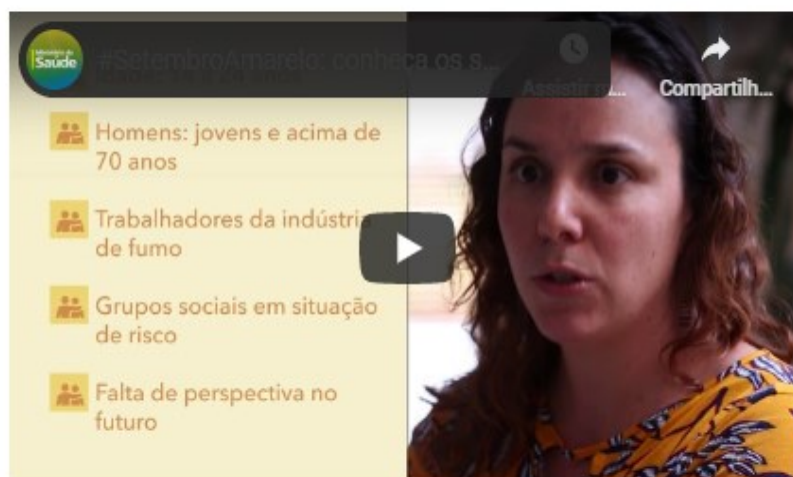 Ministério da
Saúde
#SetembroAmarelo: conheça os s...
Assistir m...
Compartilh...
Homens: jovens e acima de
70 anos
Trabalhadores da indústria
de fumo
Grupos sociais em situação
de risco
Falta de perspectiva no
futuro